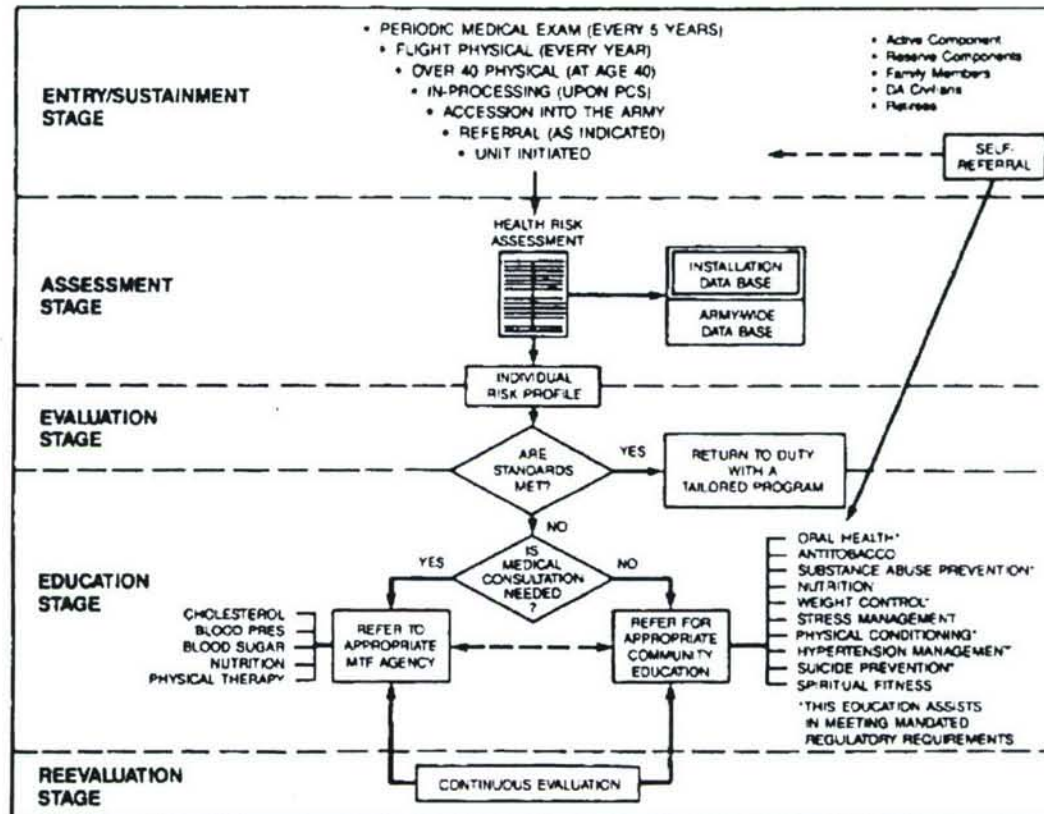 • PERIODIC MEDICAL EXAM (EVERY 5 YEARS)
• FLIGHT PHYSICAL (EVERY YEAR)
• OVER 40 PHYSICAL (AT AGE 40)
• IN-PROCESSING (UPON PCS)
• ACCESSION INTO THE ARMY
• REFERRAL (AS INDICATED)
• UNIT INITIATED
• Active Component
• Reserve Components
• Family Members
• DA Civilians
• Retirees
ENTRY/SUSTAINMENT
STAGE
SELF-
REFERRAL
HEALTH RISK
ASSESSMENT
ASSESSMENT
STAGE
INSTALLATION
DATA BASE
ARMY-WIDE
DATA BASE
INDIVIDUAL
RISK PROFILE
EVALUATION
STAGE
ARE
STANDARDS
MET?
YES
RETURN TO DUTY
WITH A
TAILORED PROGRAM
NO
EDUCATION
STAGE
YES
IS
MEDICAL
CONSULTATION
NEEDED
?
NO
CHOLESTEROL
BLOOD PRES
BLOOD SUGAR
NUTRITION
PHYSICAL THERAPY
REFER TO
APPROPRIATE
MTF AGENCY
REFER FOR
APPROPRIATE
COMMUNITY
EDUCATION
ORAL HEALTH*
ANTITOBACCO
SUBSTANCE ABUSE PREVENTION*
NUTRITION
WEIGHT CONTROL*
STRESS MANAGEMENT
PHYSICAL CONDITIONING*
HYPERTENSION MANAGEMENT*
SUICIDE PREVENTION*
SPIRITUAL FITNESS
*THIS EDUCATION ASSISTS
IN MEETING MANDATED
REGULATORY REQUIREMENTS
REEVALUATION
STAGE
CONTINUOUS EVALUATION